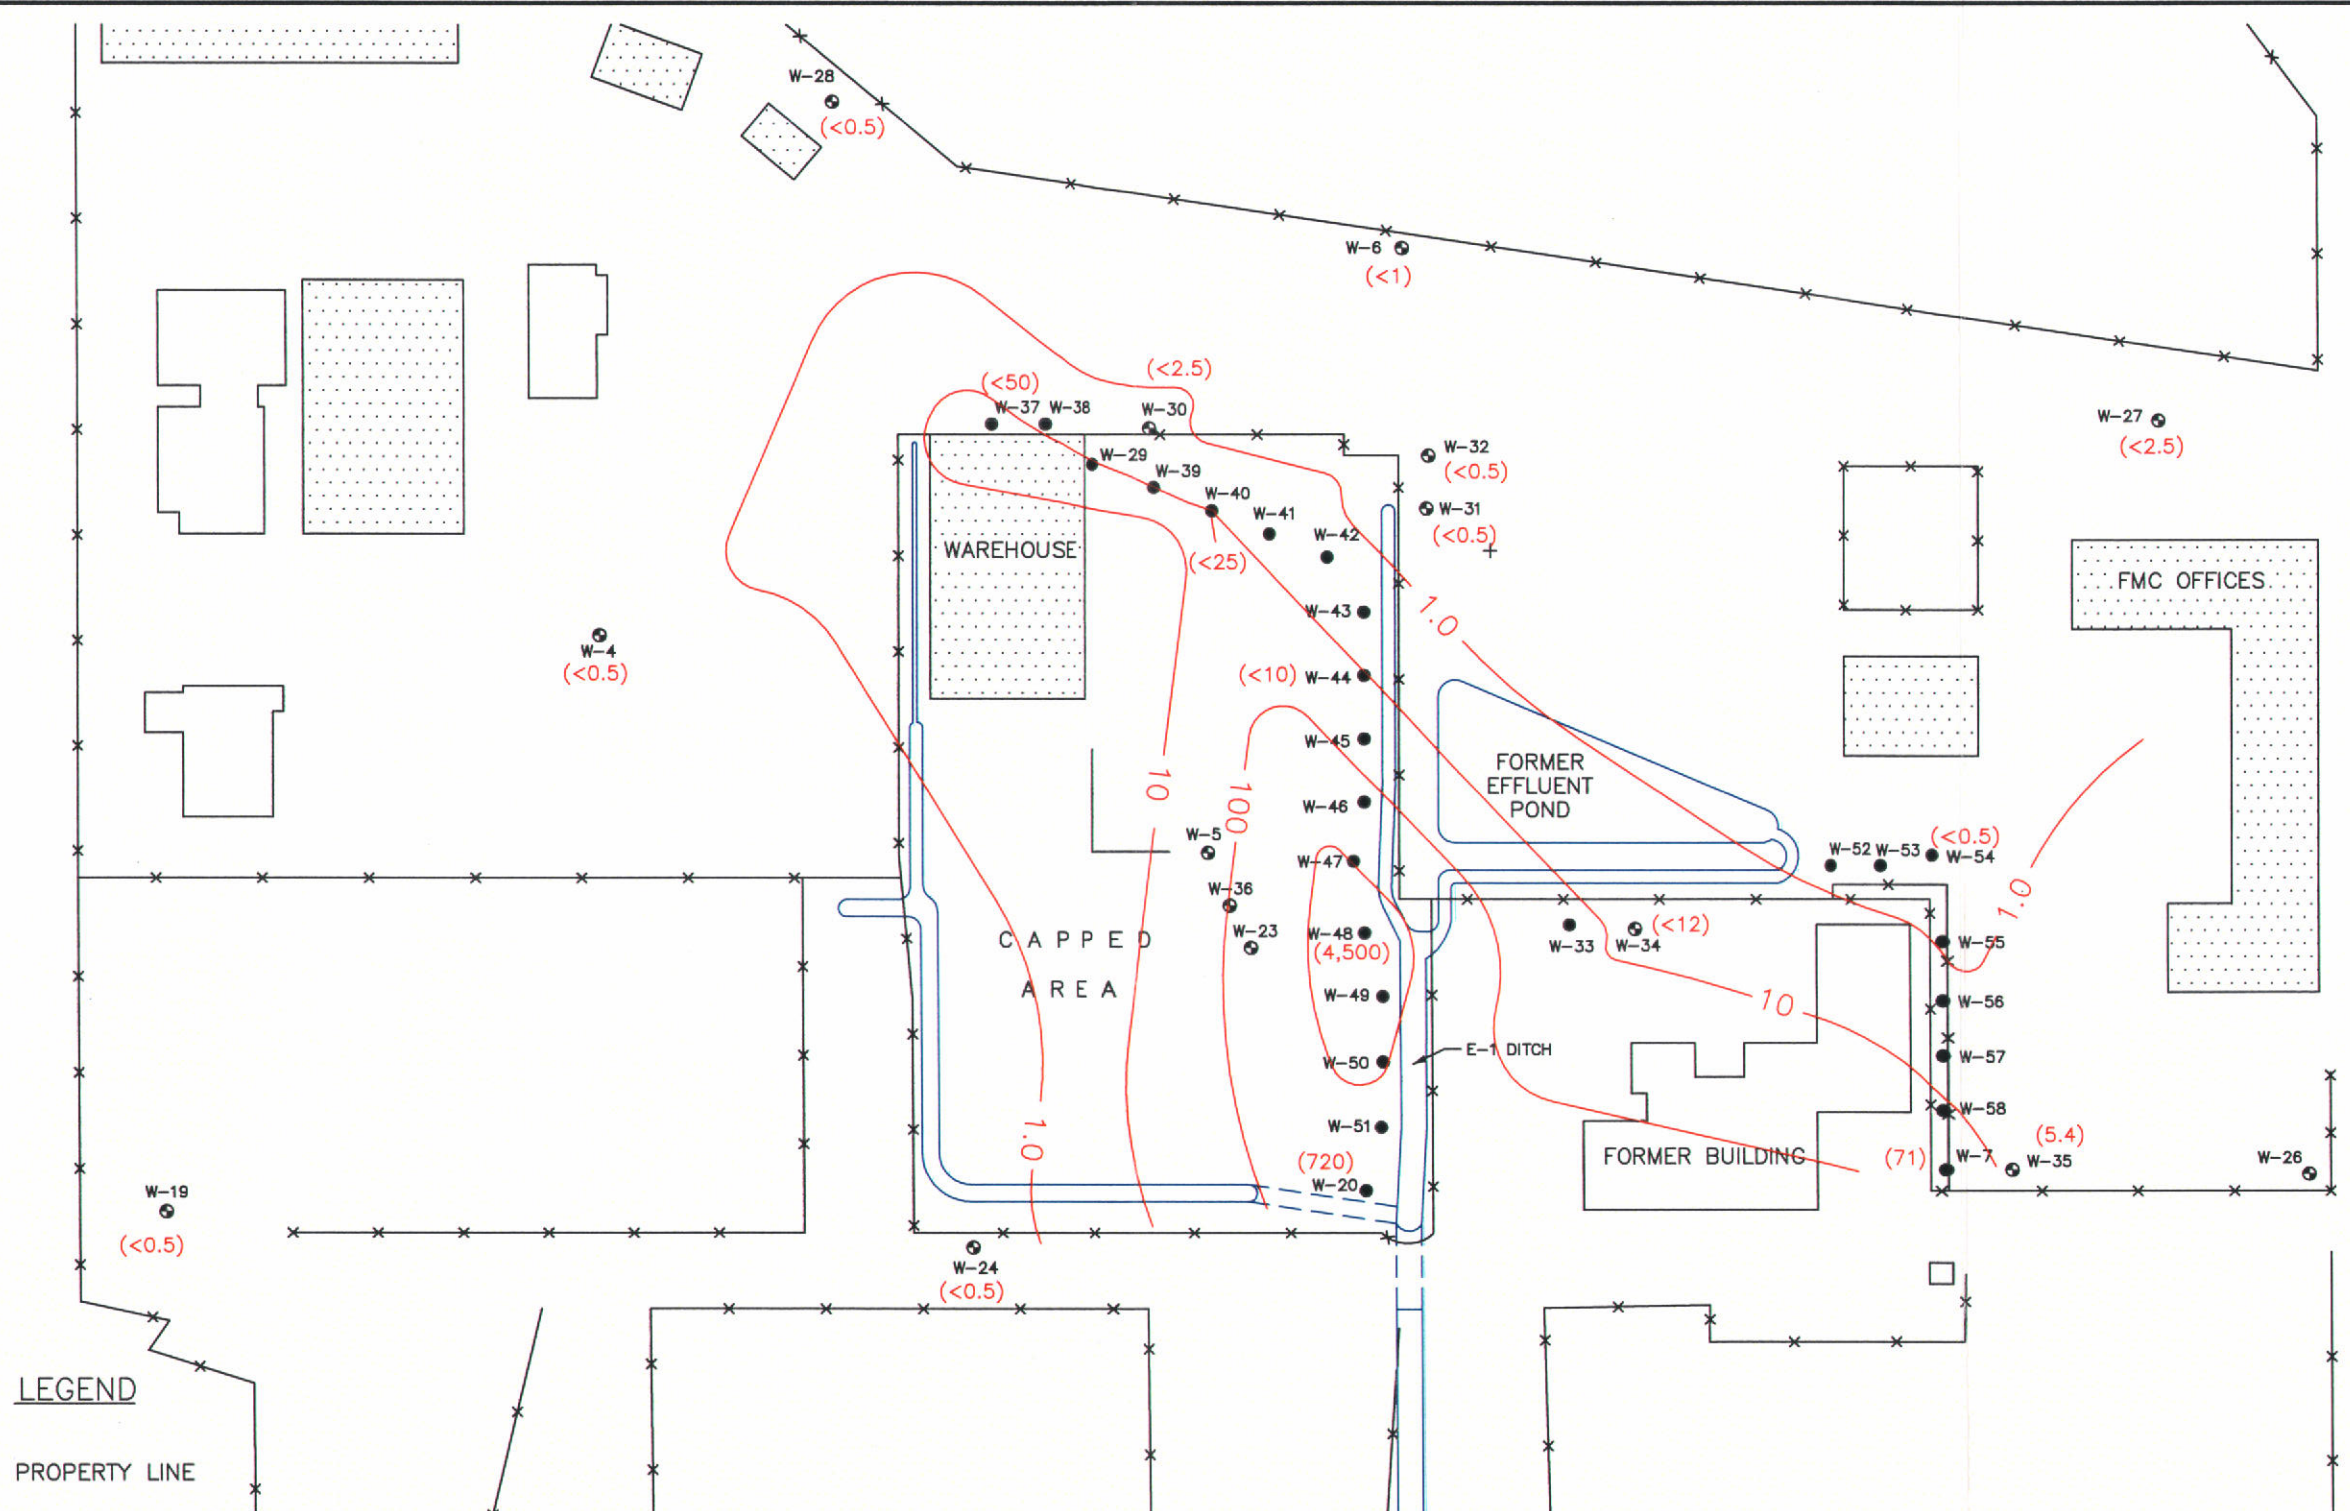 W-28
(<0.5)
W-6
(<1)
(<2.5)
(<50)
W-37 W-38
W-30
W-27
(<2.5)
W-32
(<0.5)
W-29
W-39
W-40
W-41
W-31
(<0.5)
W-42
(<25)
WAREHOUSE
FMC OFFICES
1.0
W-43
W-4
(<0.5)
(<10) W-44
W-45
FORMER
EFFLUENT
POND
10
100
W-46
W-5
W-47
(<0.5)
W-52 W-53 W-54
W-36
1.0
W-23
W-48
(4,500)
(<12)
W-33
W-34
W-55
CAPPED
AREA
W-49
10
W-56
E-1 DITCH
W-50
W-57
W-58
1.0
W-51
(5.4)
FORMER BUILDING
(71) W-7
W-35
W-26
(720)
W-20
W-19
(<0.5)
W-24
(<0.5)
LEGEND
PROPERTY LINE